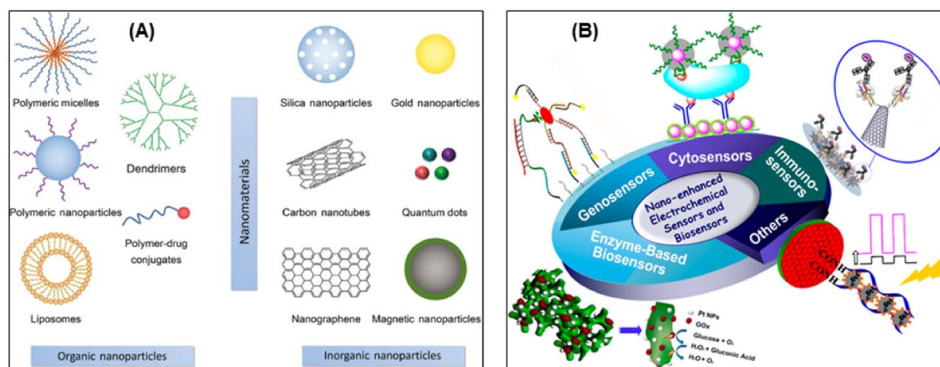 (A)
Polymeric micelles
Dendrimers
Polymeric nanoparticles
Polymer-drug
conjugates
Liposomes
Organic nanoparticles
Nanomaterials
Silica nanoparticles
Gold nanoparticles
Carbon nanotubes
Quantum dots
Nanographene
Magnetic nanoparticles
Inorganic nanoparticles
(B)
Genosensors
Cytosensors
Immuno-
sensors
Others
Enzyme-Based
Biosensors
Nano-enhanced
Electrochemical
Sensors and
Biosensors
CONH
CONH
Pt NPs
GOx
Glucose + O₂
H₂O₂ + Gluconic Acid
H₂O + O₂